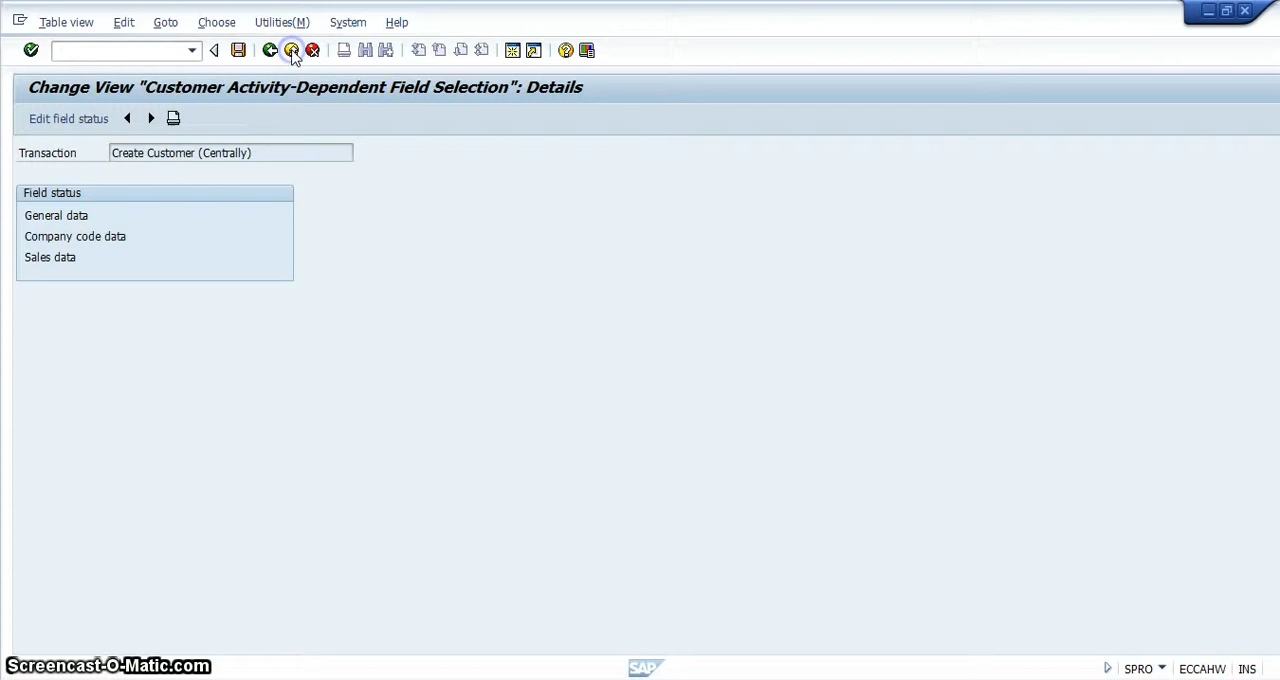 Table view Edit Goto Choose Utilities(M) System Help
Change View "Customer Activity-Dependent Field Selection": Details
Edit field status
Transaction Create Customer (Centrally)
Field status
General data
Company code data
Sales data
Screencast-O-Matic.com SAP SPRO ECCAHW INS